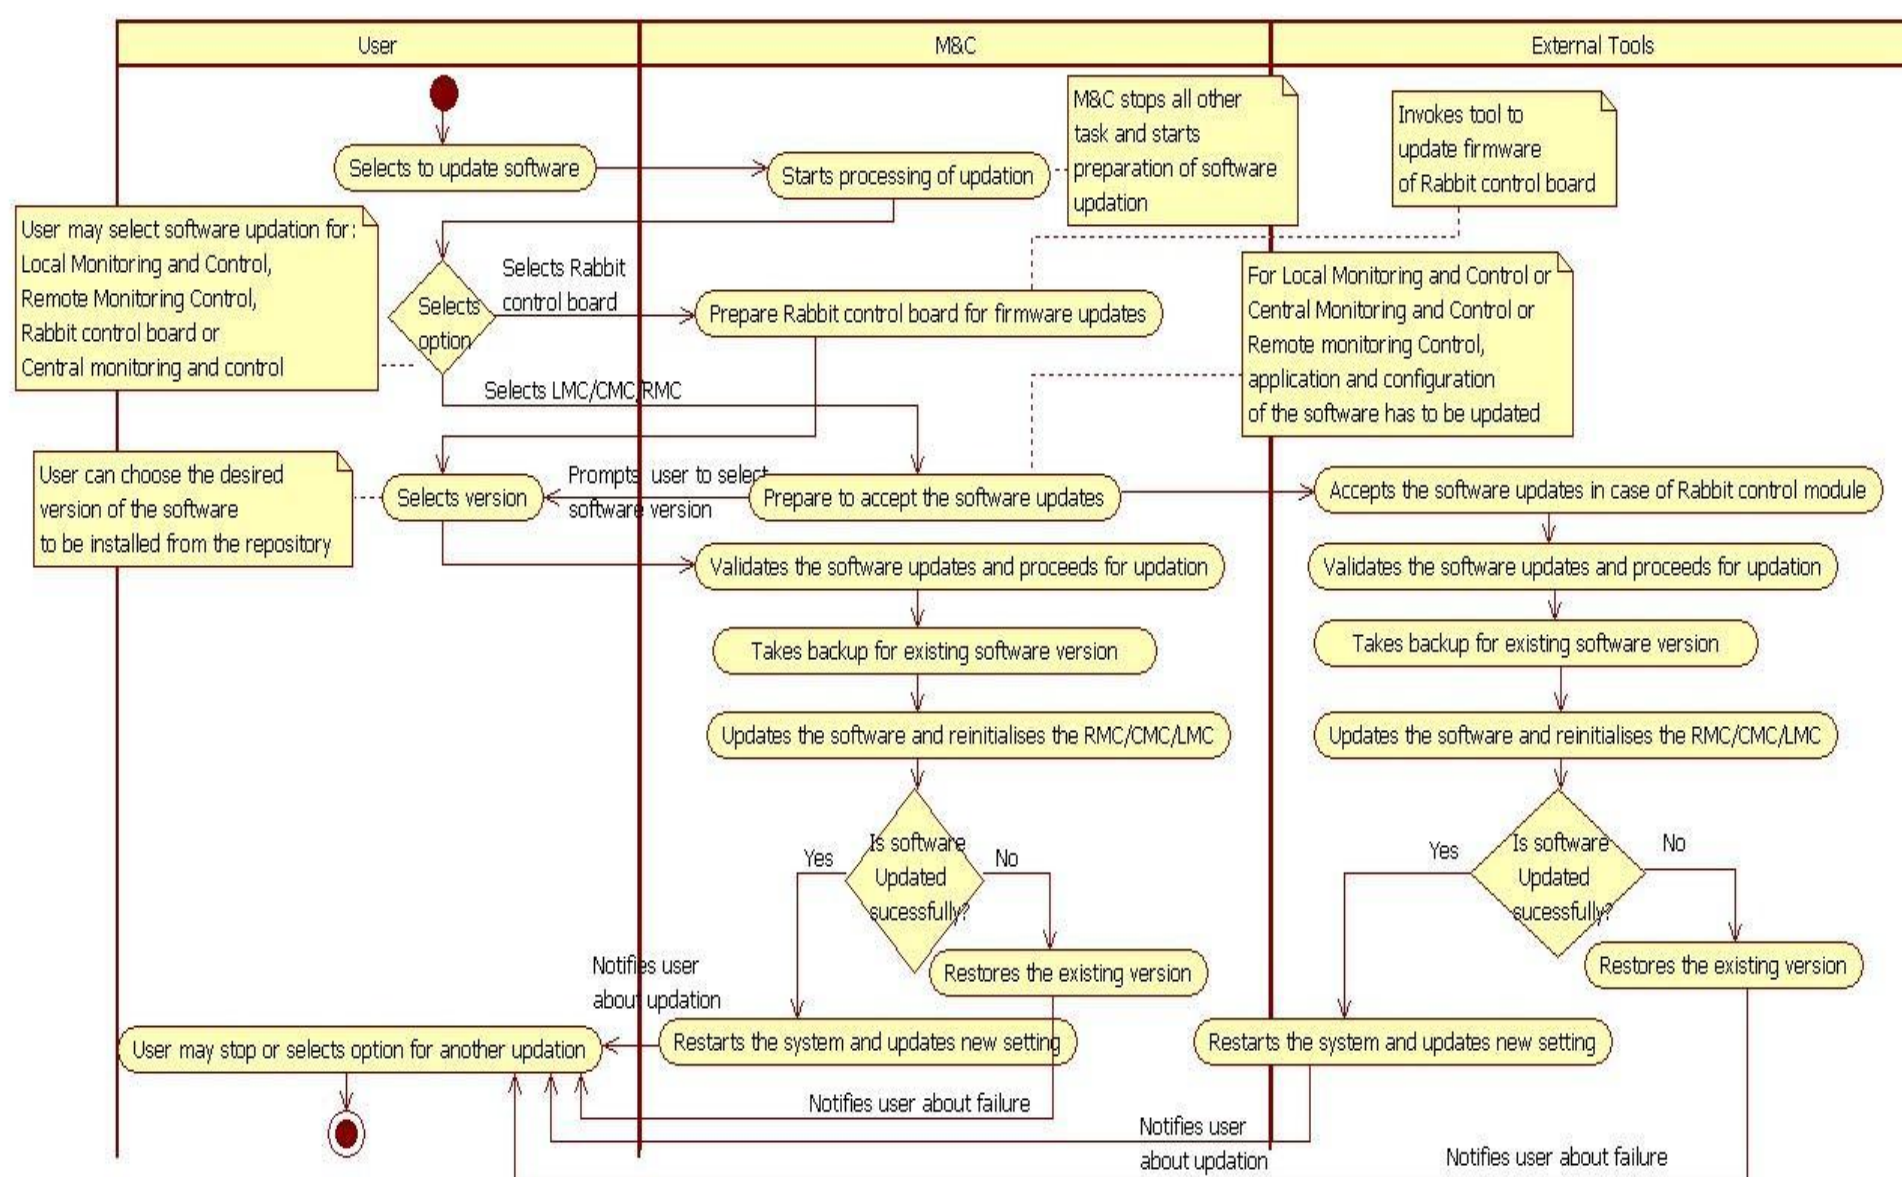 User
M&C
External Tools
M&C stops all other
task and starts
preparation of software
updation
Invokes tool to
update firmware
of Rabbit control board
Selects to update software
Starts processing of updation
User may select software updation for:
Local Monitoring and Control,
Remote Monitoring Control,
Rabbit control board or
Central monitoring and control
Selects
option
Selects Rabbit
control board
Prepare Rabbit control board for firmware updates
For Local Monitoring and Control or
Central Monitoring and Control or
Remote monitoring Control,
application and configuration
of the software has to be updated
Selects LMC/CMC/RMC
User can choose the desired
version of the software
to be installed from the repository
Selects version
Prompts user to select
software version
Prepare to accept the software updates
Accepts the software updates in case of Rabbit control module
Validates the software updates and proceeds for updation
Validates the software updates and proceeds for updation
Takes backup for existing software version
Takes backup for existing software version
Updates the software and reinitialises the RMC/CMC/LMC
Updates the software and reinitialises the RMC/CMC/LMC
Yes
Is software
Updated
sucessfully?
No
Yes
Is software
Updated
sucessfully?
No
Restores the existing version
Restores the existing version
Notifies user
about updation
User may stop or selects option for another updation
Restarts the system and updates new setting
Restarts the system and updates new setting
Notifies user about failure
Notifies user
about updation
Notifies user about failure